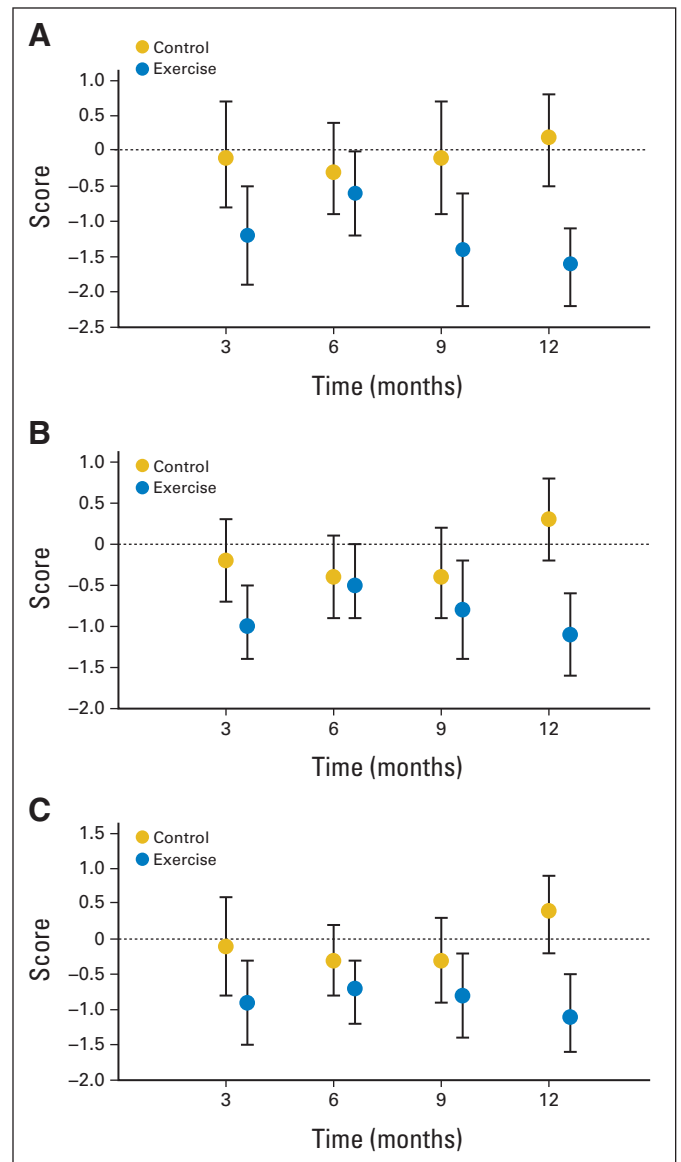 A
Control
Exercise
1.0
0.5
0
–0.5
–1.0
–1.5
–2.0
–2.5
Score
3 6 9 12
Time (months)
B
Control
Exercise
1.0
0.5
0
–0.5
–1.0
–1.5
–2.0
Score
3 6 9 12
Time (months)
C
Control
Exercise
1.5
1.0
0.5
0
–0.5
–1.0
–1.5
–2.0
Score
3 6 9 12
Time (months)